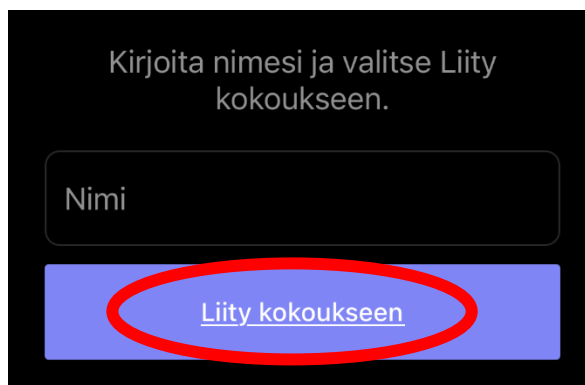 Kirjoita nimesi ja valitse Liity
kokoukseen.
Nimi
Liity kokoukseen